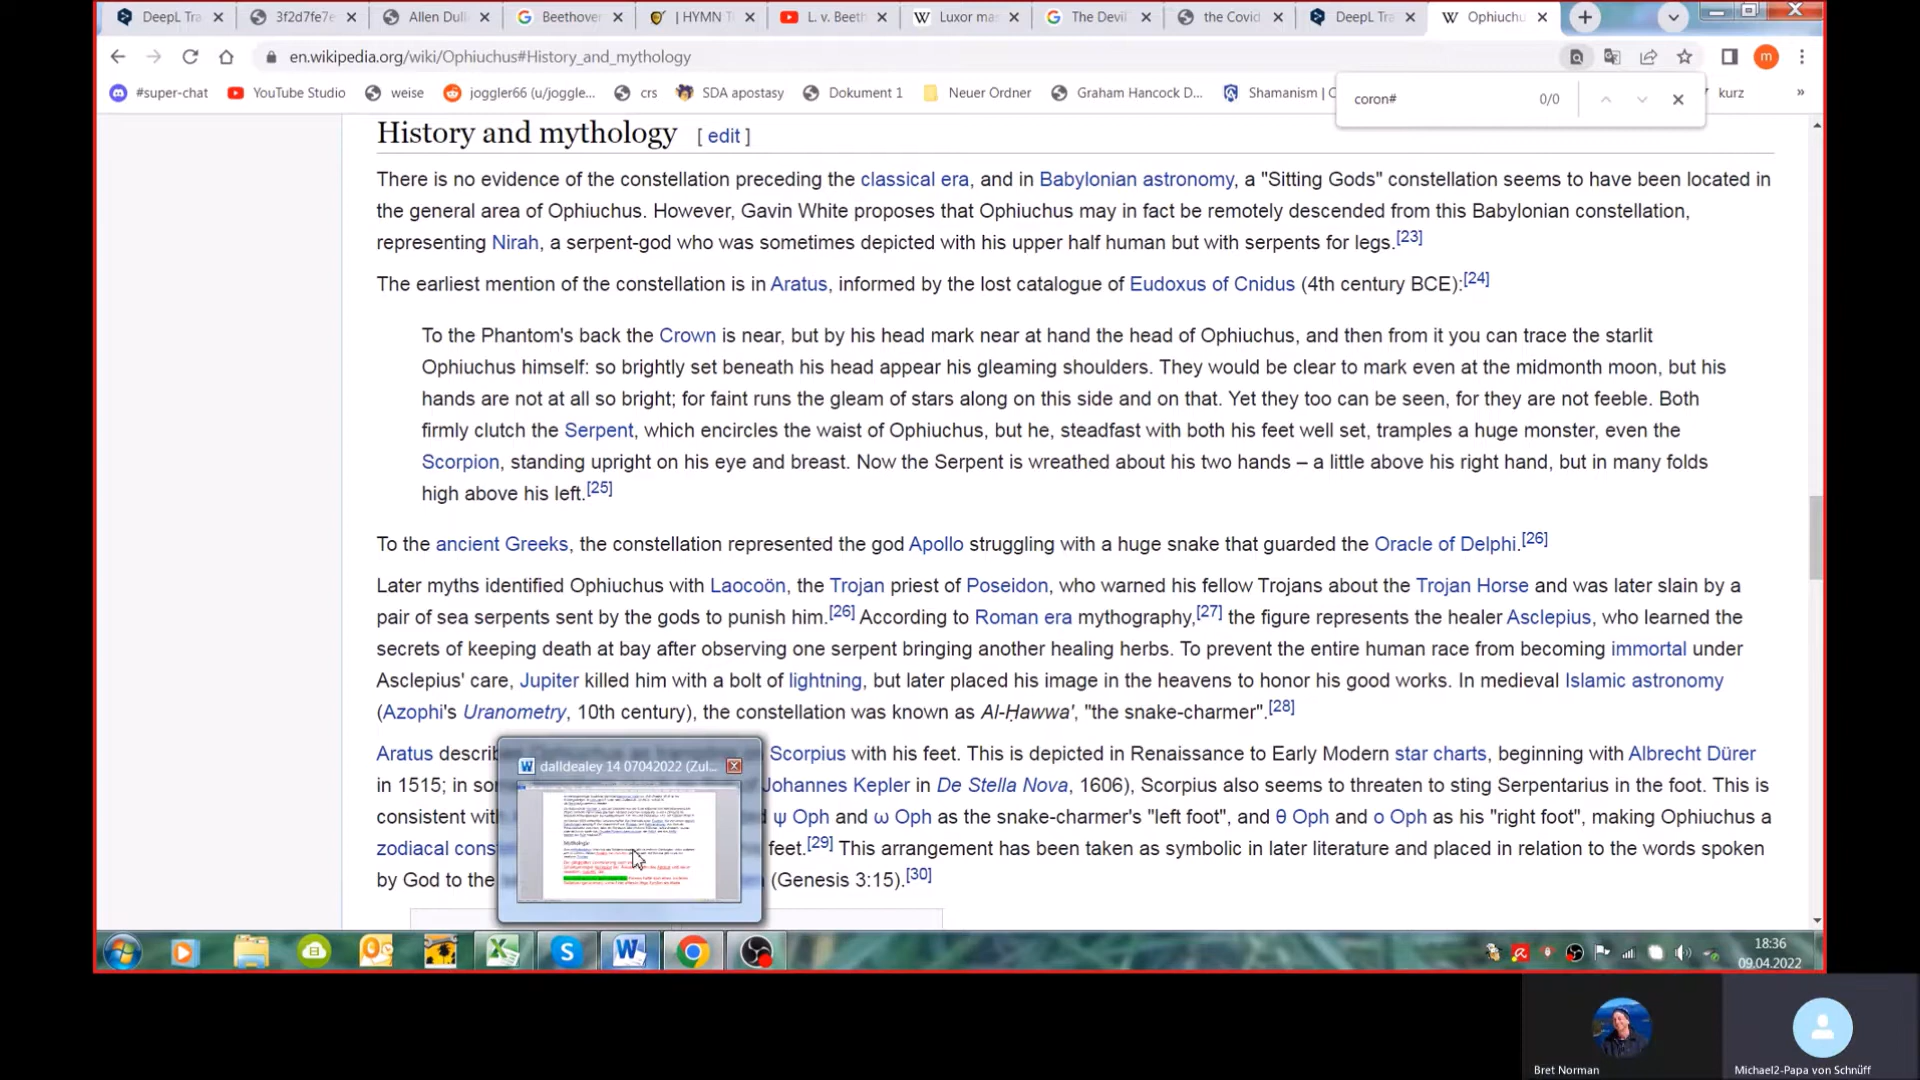 DeepL Tra
3f2d7fe7e
Allen Dull
Beethove
| HYMN T
L. v. Beeth
Luxor ma
The Devil
the Covid
DeepL Tra
Ophiuchu
en.wikipedia.org/wiki/Ophiuchus#History_and_mythology
m
#super-chat
YouTube Studio
weise
joggler66 (u/joggle...
crs
SDA apostasy
Dokument 1
Neuer Ordner
Graham Hancock D...
Shamanism | C
kurz
»
coron#
0/0
History and mythology [ edit ]
There is no evidence of the constellation preceding the classical era, and in Babylonian astronomy, a "Sitting Gods" constellation seems to have been located in
the general area of Ophiuchus. However, Gavin White proposes that Ophiuchus may in fact be remotely descended from this Babylonian constellation,
representing Nirah, a serpent-god who was sometimes depicted with his upper half human but with serpents for legs.[23]
The earliest mention of the constellation is in Aratus, informed by the lost catalogue of Eudoxus of Cnidus (4th century BCE):[24]
To the Phantom's back the Crown is near, but by his head mark near at hand the head of Ophiuchus, and then from it you can trace the starlit
Ophiuchus himself: so brightly set beneath his head appear his gleaming shoulders. They would be clear to mark even at the midmonth moon, but his
hands are not at all so bright; for faint runs the gleam of stars along on this side and on that. Yet they too can be seen, for they are not feeble. Both
firmly clutch the Serpent, which encircles the waist of Ophiuchus, but he, steadfast with both his feet well set, tramples a huge monster, even the
Scorpion, standing upright on his eye and breast. Now the Serpent is wreathed about his two hands – a little above his right hand, but in many folds
high above his left.[25]
To the ancient Greeks, the constellation represented the god Apollo struggling with a huge snake that guarded the Oracle of Delphi.[26]
Later myths identified Ophiuchus with Laocoön, the Trojan priest of Poseidon, who warned his fellow Trojans about the Trojan Horse and was later slain by a
pair of sea serpents sent by the gods to punish him.[26] According to Roman era mythography,[27] the figure represents the healer Asclepius, who learned the
secrets of keeping death at bay after observing one serpent bringing another healing herbs. To prevent the entire human race from becoming immortal under
Asclepius' care, Jupiter killed him with a bolt of lightning, but later placed his image in the heavens to honor his good works. In medieval Islamic astronomy
(Azophi's Uranometry, 10th century), the constellation was known as Al-Ḥawwa', "the snake-charmer".[28]
Aratus describ Scorpius with his feet. This is depicted in Renaissance to Early Modern star charts, beginning with Albrecht Dürer
in 1515; in so Johannes Kepler in De Stella Nova, 1606), Scorpius also seems to threaten to sting Serpentarius in the foot. This is
consistent with ψ Oph and ω Oph as the snake-charmer's "left foot", and θ Oph and ο Oph as his "right foot", making Ophiuchus a
zodiacal cons feet.[29] This arrangement has been taken as symbolic in later literature and placed in relation to the words spoken
by God to the (Genesis 3:15).[30]
dalldealey 14 07042022 (Zul...
18:36
09.04.2022
Bret Norman
Michael2-Papa von Schnüff